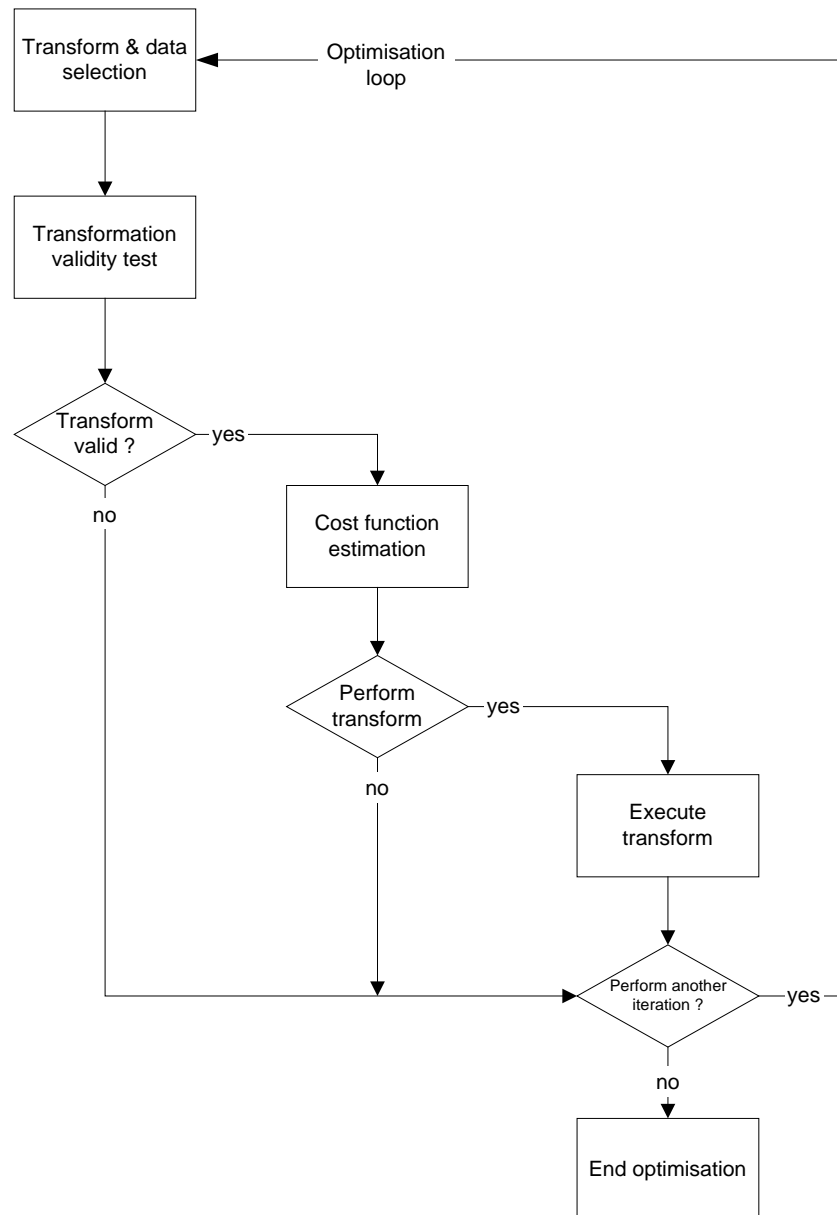 Transform & data
selection
Optimisation
loop
Transformation
validity test
Transform
valid ?
yes
no
Cost function
estimation
Perform
transform
yes
no
Execute
transform
Perform another
iteration ?
yes
no
End optimisation